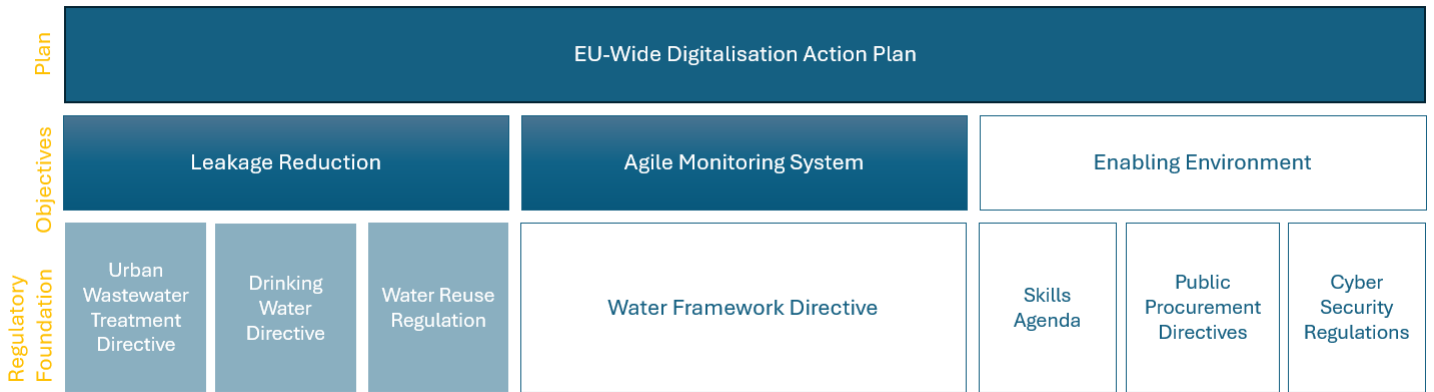 Plan
EU-Wide Digitalisation Action Plan
Objectives
Leakage Reduction
Agile Monitoring System
Enabling Environment
Regulatory
Foundation
Urban
Wastewater
Treatment
Directive
Drinking
Water
Directive
Water Reuse
Regulation
Water Framework Directive
Skills
Agenda
Public
Procurement
Directives
Cyber
Security
Regulations